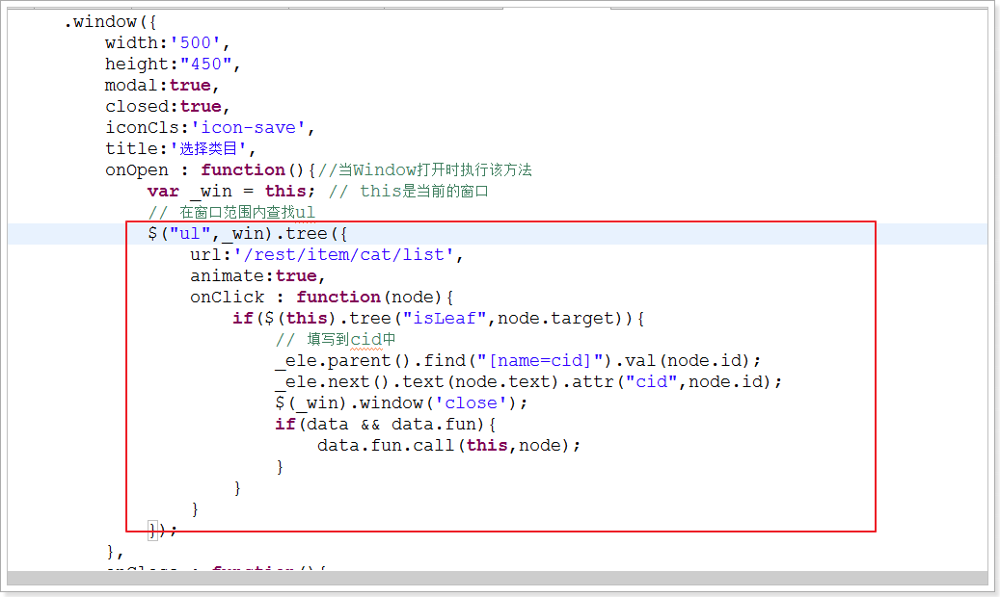 .window({
width:'500',
height:"450",
modal:true,
closed:true,
iconCls:'icon-save',
title:'选择类目',
onOpen : function(){//当Window打开时执行该方法
var _win = this; // this是当前的窗口
// 在窗口范围内查找ul
$("ul",_win).tree({
url:'/rest/item/cat/list',
animate:true,
onClick : function(node){
if($(this).tree("isLeaf",node.target)){
// 填写到cid中
_ele.parent().find("[name=cid]").val(node.id);
_ele.next().text(node.text).attr("cid",node.id);
$(_win).window('close');
if(data && data.fun){
data.fun.call(this,node);
}
}
}
});
},
onClose : function(){